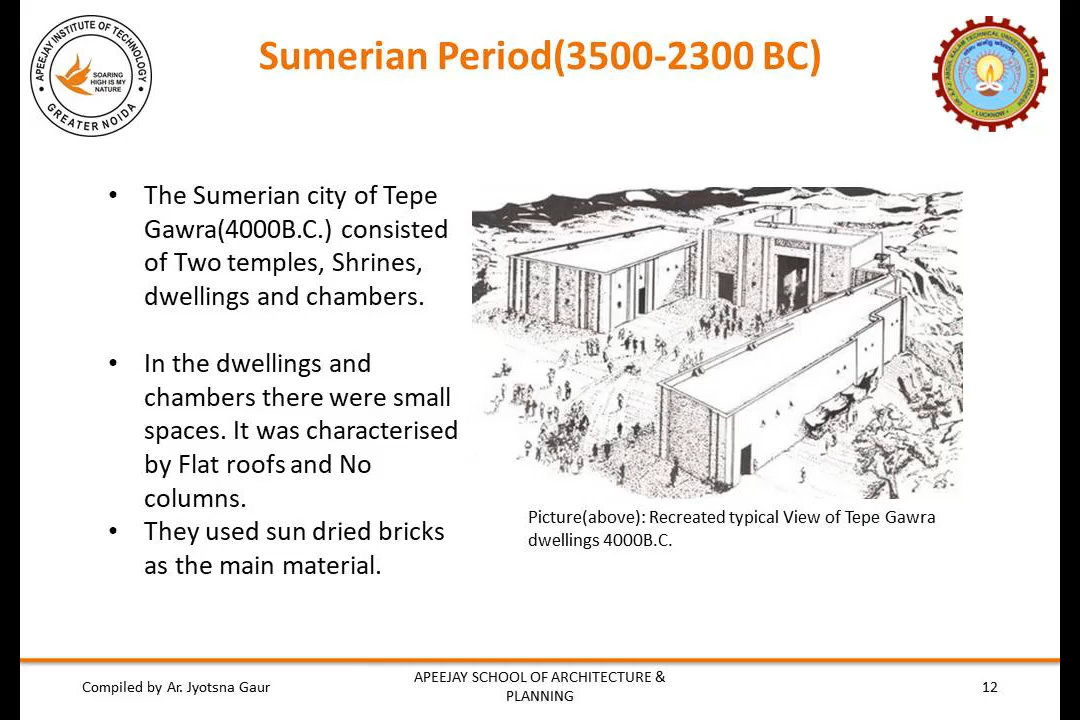 APEEJAY INSTITUTE OF TECHNOLOGY
SOARING
HIGH IS MY
NATURE
GREATER NOIDA
Sumerian Period(3500-2300 BC)
LUCKNOW
• The Sumerian city of Tepe
Gawra(4000B.C.) consisted
of Two temples, Shrines,
dwellings and chambers.
• In the dwellings and
chambers there were small
spaces. It was characterised
by Flat roofs and No
columns.
• They used sun dried bricks
as the main material.
Picture(above): Recreated typical View of Tepe Gawra
dwellings 4000B.C.
Compiled by Ar. Jyotsna Gaur
APEEJAY SCHOOL OF ARCHITECTURE &
PLANNING
12